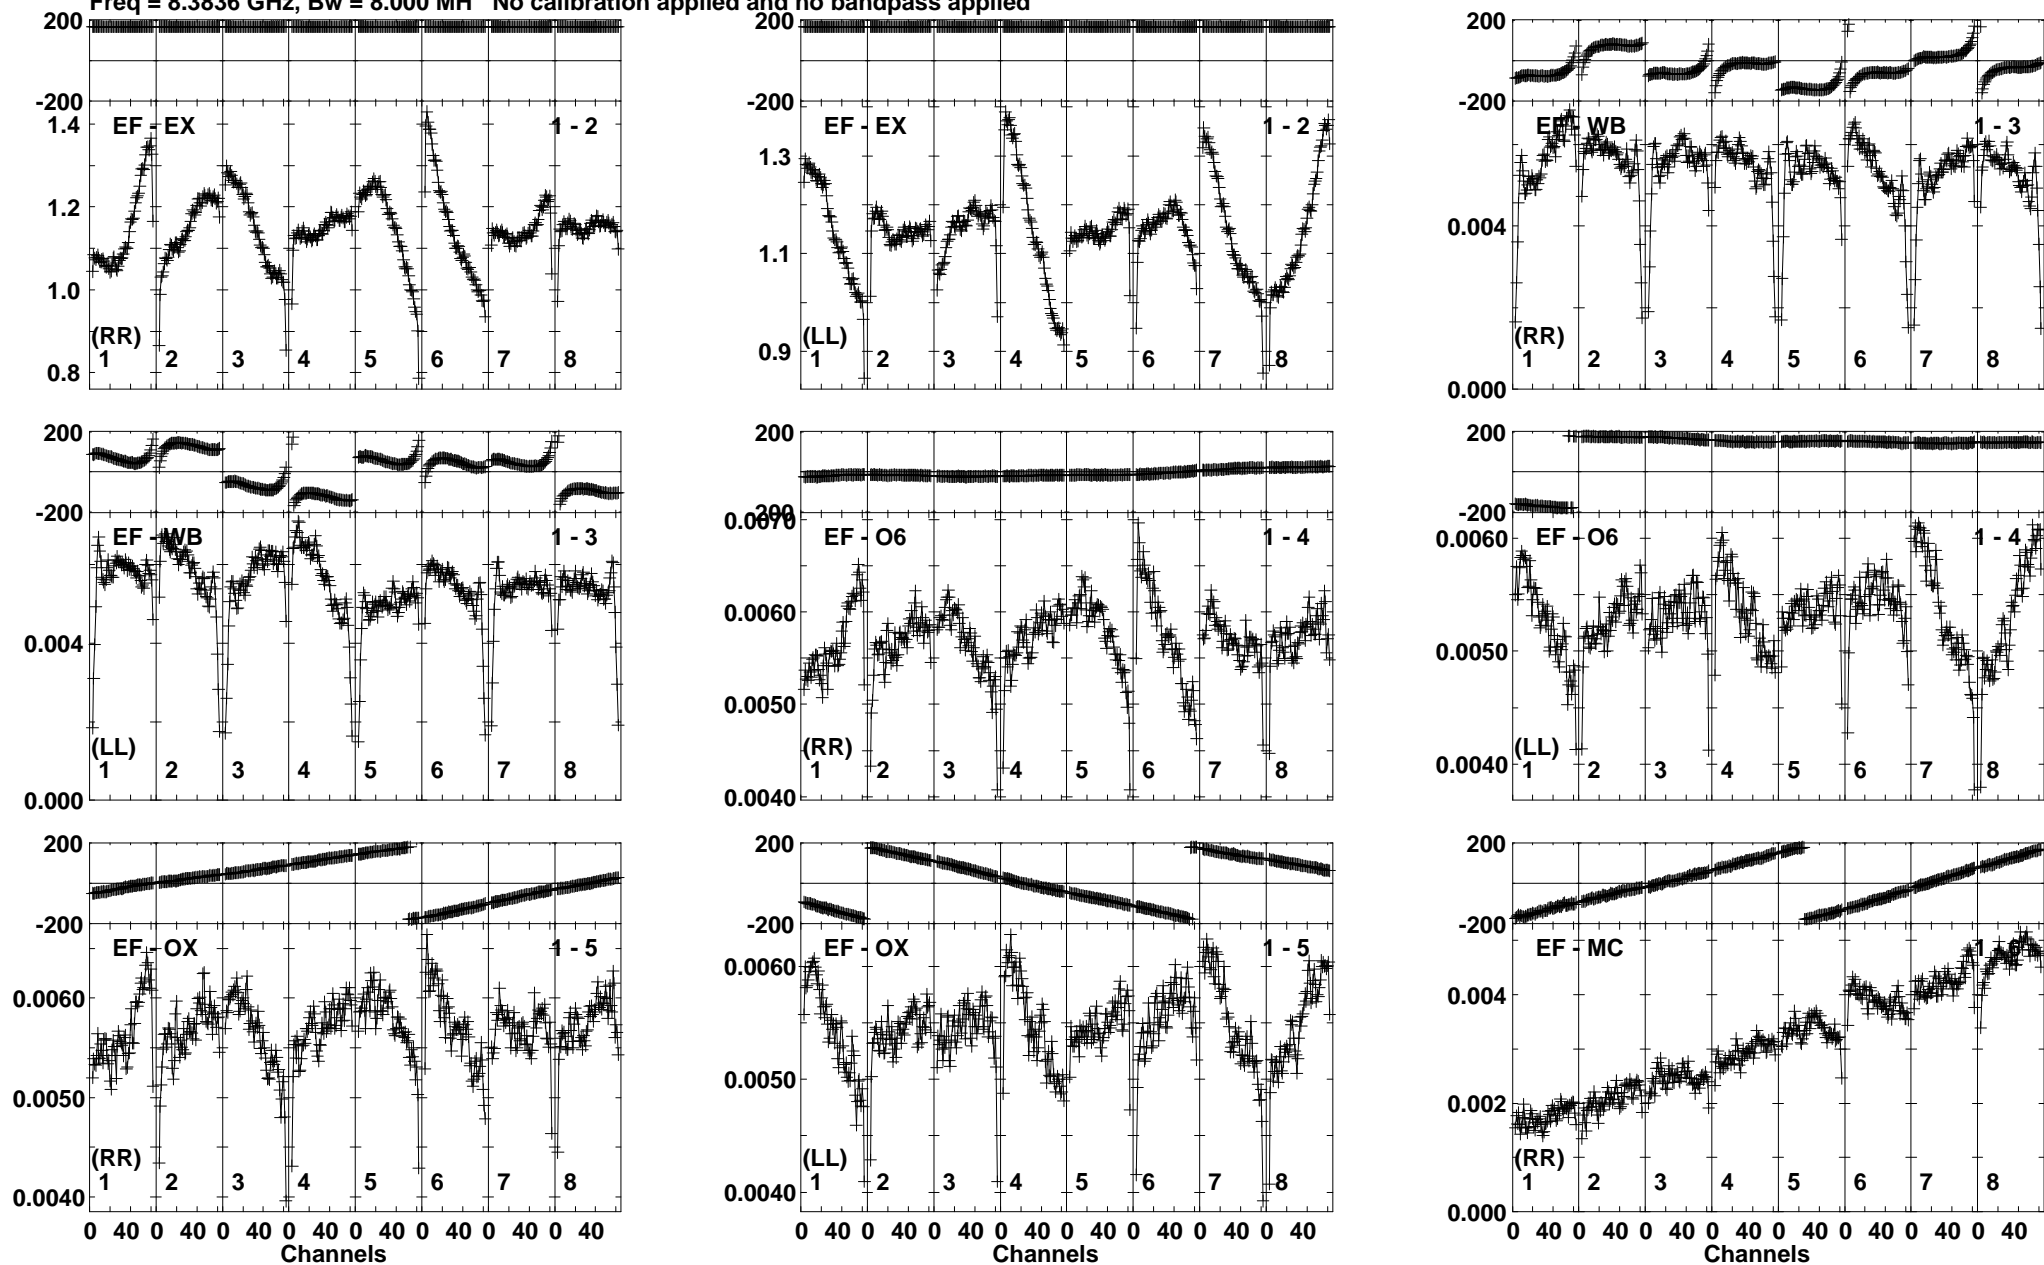 Freq = 8.3836 GHz, Bw = 8.000 MH No calibration applied and no bandpass applied
200 200 200
-200 -200 -200
EF - EX 1 - 2 EF - EX 1 - 2 EF - WB 1 - 3
1.4
1.3
1.2
0.004
1.1
1.0
(RR) (LL) (RR)
0.9
1 2 3 4 5 6 7 8 1 2 3 4 5 6 7 8 1 2 3 4 5 6 7 8
0.8
0.000
200 200 200
-200 -200
0.0070
EF - WB 1 - 3 EF - O6 1 - 4 EF - O6 1 - 4
0.0060
0.0060
0.004
0.0050
0.0050
(LL) (RR) (LL)
1 2 3 4 5 6 7 8 1 2 3 4 5 6 7 8 1 2 3 4 5 6 7 8
0.0040
0.000 0.0040
200 200 200
-200 -200 -200
EF - OX 1 - 5 EF - OX 1 - 5 EF - MC 1 - 6
0.0060
0.0060 0.004
0.0050
0.0050 0.002
(RR) (LL) (RR)
1 2 3 4 5 6 7 8 1 2 3 4 5 6 7 8 1 2 3 4 5 6 7 8
0.0040 0.0040
0.000
0 40 0 40 0 40 0 40 0 40 0 40 0 40 0 40 0 40 0 40 0 40 0 40 0 40 0 40 0 40 0 40 0 40 0 40 0 40 0 40 0 40 0 40 0 40 0 40
Channels Channels Channels